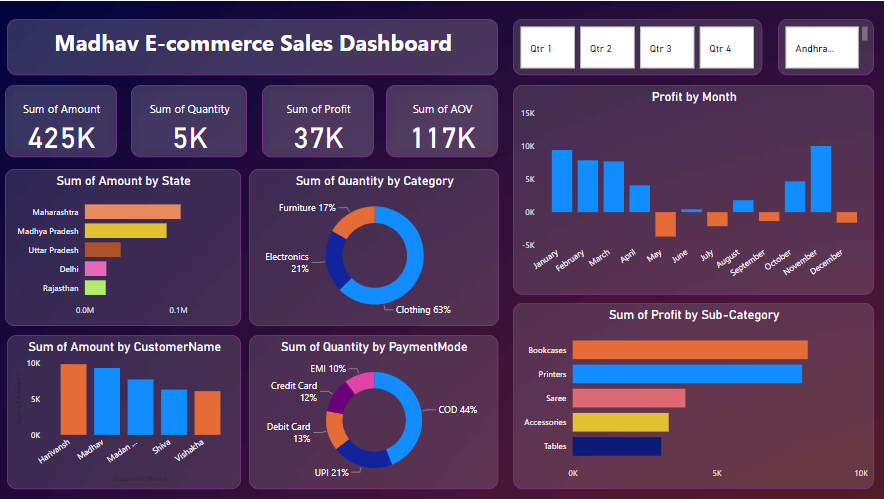 Madhav E-commerce Sales Dashboard
Qtr 1
Qtr 2
Qtr 3
Qtr 4
Andhra...
Sum of Amount
425K
Sum of Quantity
5K
Sum of Profit
37K
Sum of AOV
117K
Profit by Month
15K
10K
5K
0K
-5K
January
February
March
April
May
June
July
August
September
October
November
December
Sum of Amount by State
Maharashtra
Madhya Pradesh
Uttar Pradesh
Delhi
Rajasthan
0.0M
0.1M
Sum of Quantity by Category
Furniture 17%
Electronics
21%
Clothing 63%
Sum of Profit by Sub-Category
Bookcases
Printers
Saree
Accessories
Tables
0K
5K
10K
Sum of Amount by CustomerName
10K
5K
0K
Harivansh
Madhav
Madan ...
Shiva
Vishakha
CustomerName
Sum of Quantity by PaymentMode
EMI 10%
Credit Card
12%
Debit Card
13%
UPI 21%
COD 44%